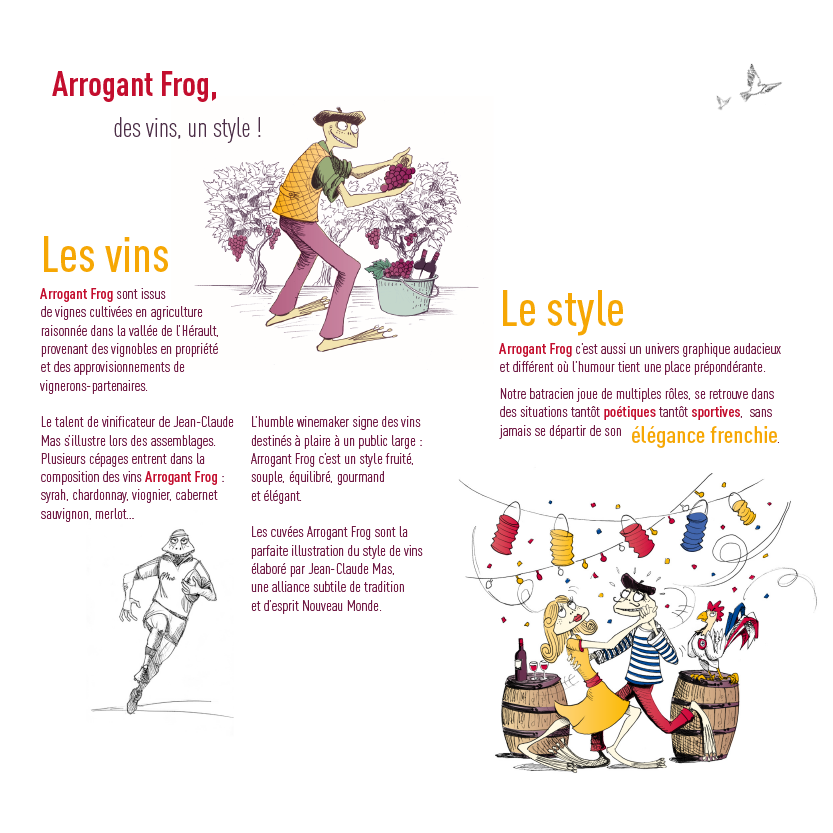 Arrogant Frog,
des vins, un style !
Les vins
Arrogant Frog sont issus
de vignes cultivées en agriculture
raisonnée dans la vallée de l'Hérault,
provenant des vignobles en propriété
et des approvisionnements de
vignerons-partenaires.
Le talent de vinificateur de Jean-Claude
Mas s'illustre lors des assemblages.
Plusieurs cépages entrent dans la
composition des vins Arrogant Frog :
syrah, chardonnay, viognier, cabernet
sauvignon, merlot...
L'humble winemaker signe des vins
destinés à plaire à un public large :
Arrogant Frog c'est un style fruité,
souple, équilibré, gourmand
et élégant.
Les cuvées Arrogant Frog sont la
parfaite illustration du style de vins
élaboré par Jean-Claude Mas,
une alliance subtile de tradition
et d'esprit Nouveau Monde.
Le style
Arrogant Frog c'est aussi un univers graphique audacieux
et différent où l'humour tient une place prépondérante.
Notre batracien joue de multiples rôles, se retrouve dans
des situations tantôt poétiques tantôt sportives, sans
jamais se départir de son élégance frenchie.